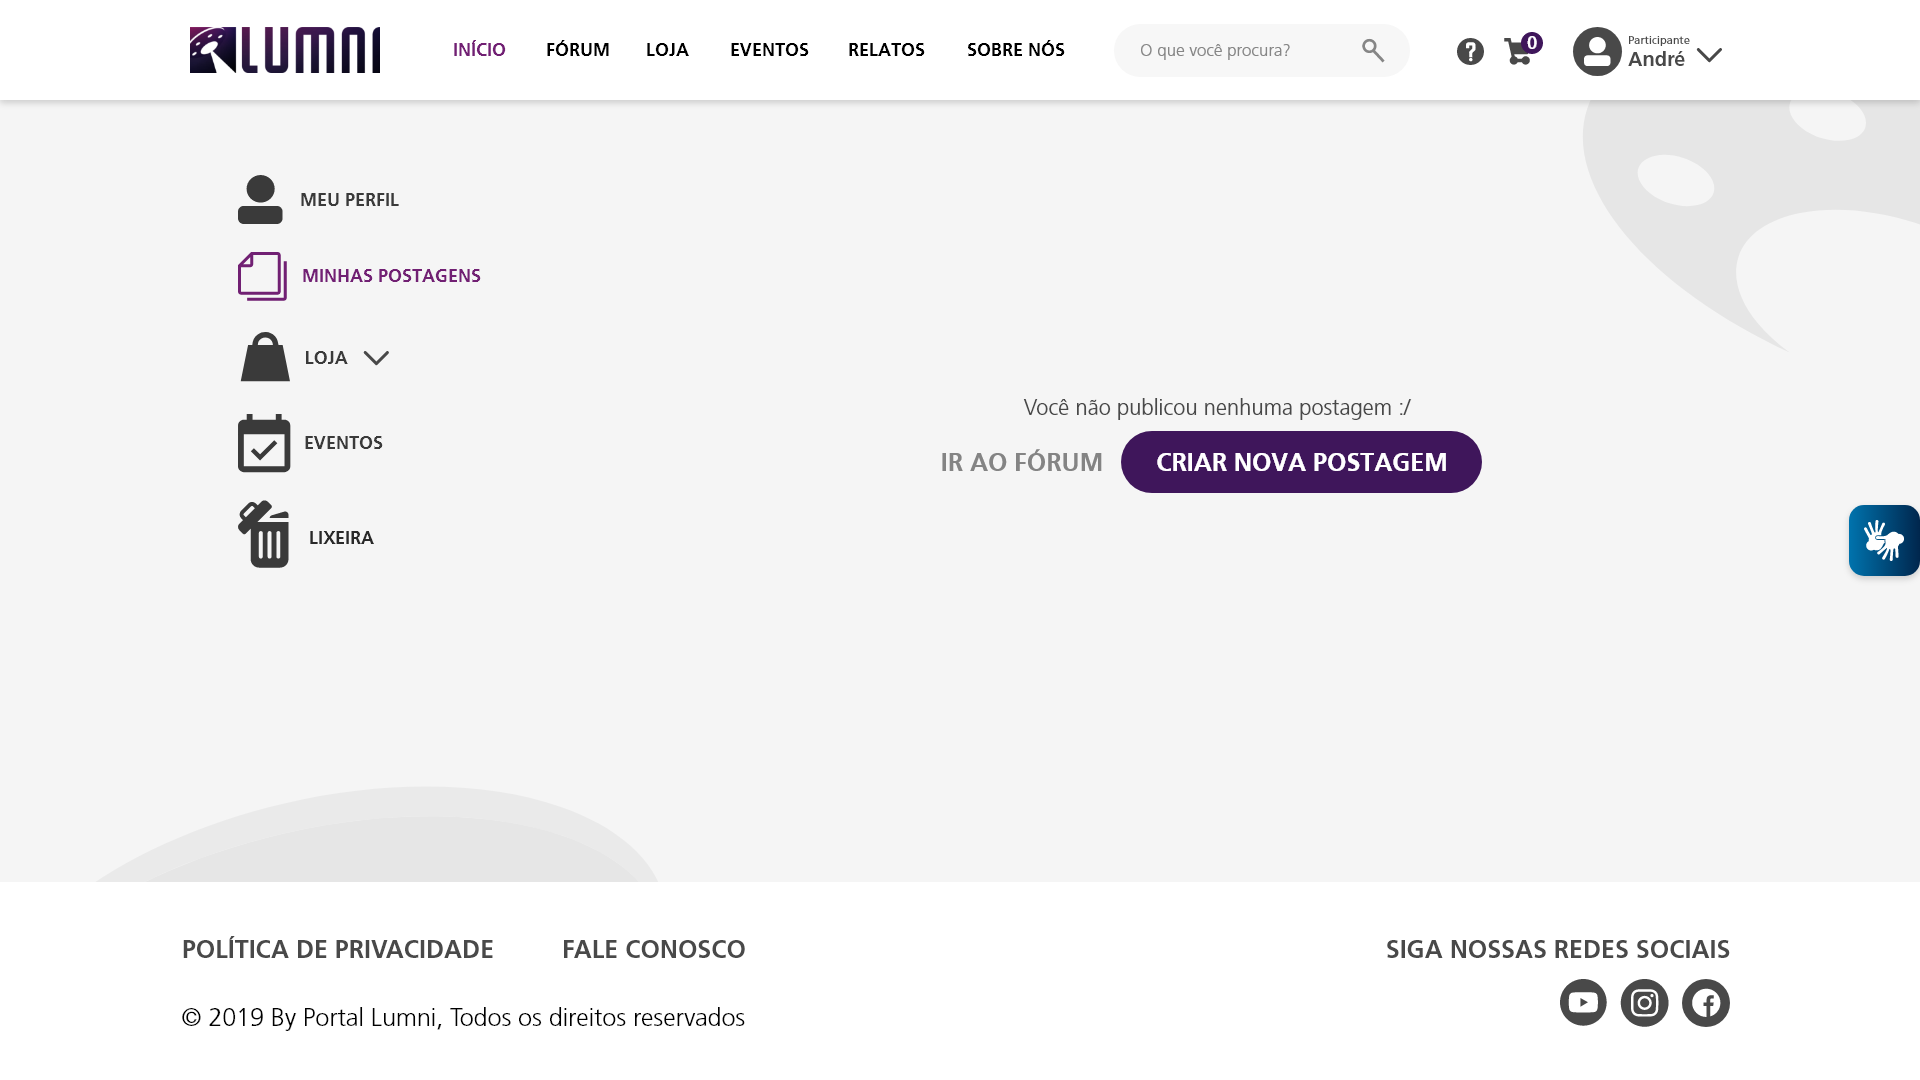 LUMNI
INÍCIO
FÓRUM
LOJA
EVENTOS
RELATOS
SOBRE NÓS
O que você procura?
?
0
Participante
André
MEU PERFIL
MINHAS POSTAGENS
LOJA
EVENTOS
LIXEIRA
Você não publicou nenhuma postagem :/
IR AO FÓRUM
CRIAR NOVA POSTAGEM
POLÍTICA DE PRIVACIDADE
FALE CONOSCO
SIGA NOSSAS REDES SOCIAIS
© 2019 By Portal Lumni, Todos os direitos reservados